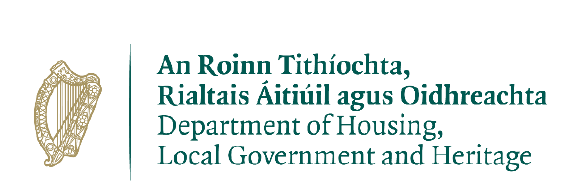 An Roinn Tithíochta,
Rialtais Áitiúil agus Oidhreachta
Department of Housing,
Local Government and Heritage